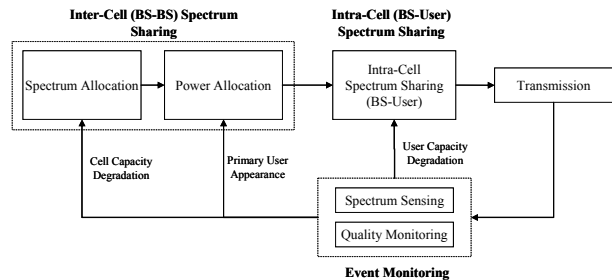 Inter-Cell (BS-BS) Spectrum
Sharing
Intra-Cell (BS-User)
Spectrum Sharing
Spectrum Allocation
Power Allocation
Intra-Cell
Spectrum Sharing
(BS-User)
Transmission
Cell Capacity
Degradation
Primary User
Appearance
User Capacity
Degradation
Spectrum Sensing
Quality Monitoring
Event Monitoring